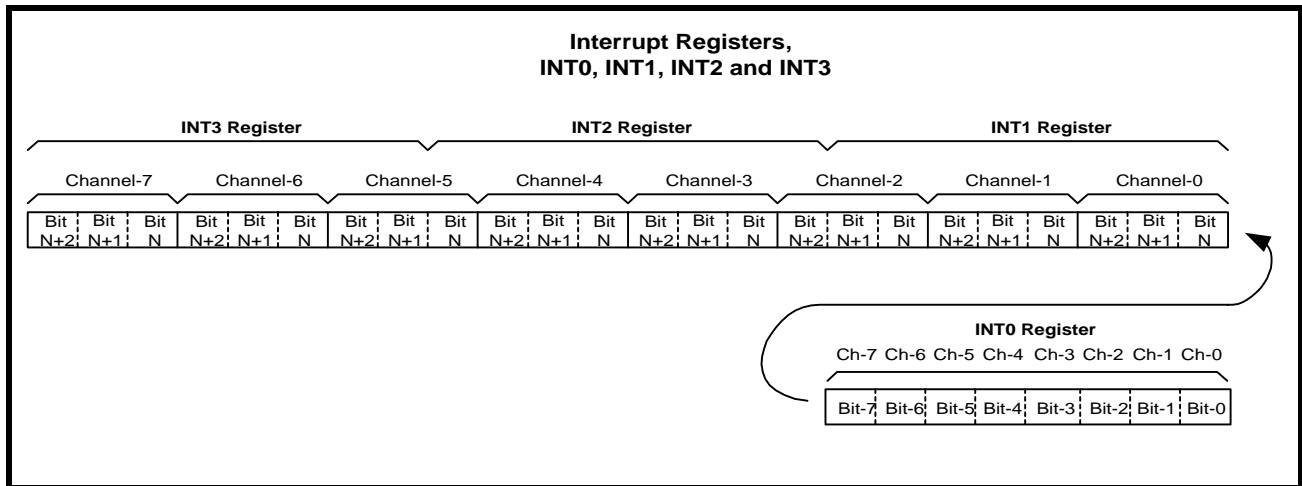 Interrupt Registers,
INT0, INT1, INT2 and INT3
INT3 Register INT2 Register INT1 Register
Channel-7 Channel-6 Channel-5 Channel-4 Channel-3 Channel-2 Channel-1 Channel-0
Bit Bit Bit Bit Bit Bit Bit Bit Bit Bit Bit Bit Bit Bit Bit Bit Bit Bit Bit Bit Bit Bit Bit Bit
N+2 N+1 N N+2 N+1 N N+2 N+1 N N+2 N+1 N N+2 N+1 N N+2 N+1 N N+2 N+1 N N+2 N+1 N
INT0 Register
Ch-7 Ch-6 Ch-5 Ch-4 Ch-3 Ch-2 Ch-1 Ch-0
Bit-7 Bit-6 Bit-5 Bit-4 Bit-3 Bit-2 Bit-1 Bit-0